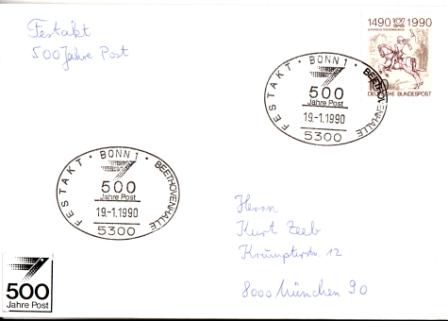 Festakt
500 Jahre Post
1490 1990
DEUTSCHE BUNDESPOST
FESTAKT · BONN 1 · BEETHOVENHALLE
500
Jahre Post
19.-1.1990
5300
FESTAKT · BONN 1 · BEETHOVENHALLE
500
Jahre Post
19.-1.1990
5300
Herrn
Kurt Zeeb
12
8000 München 90
500
Jahre Post